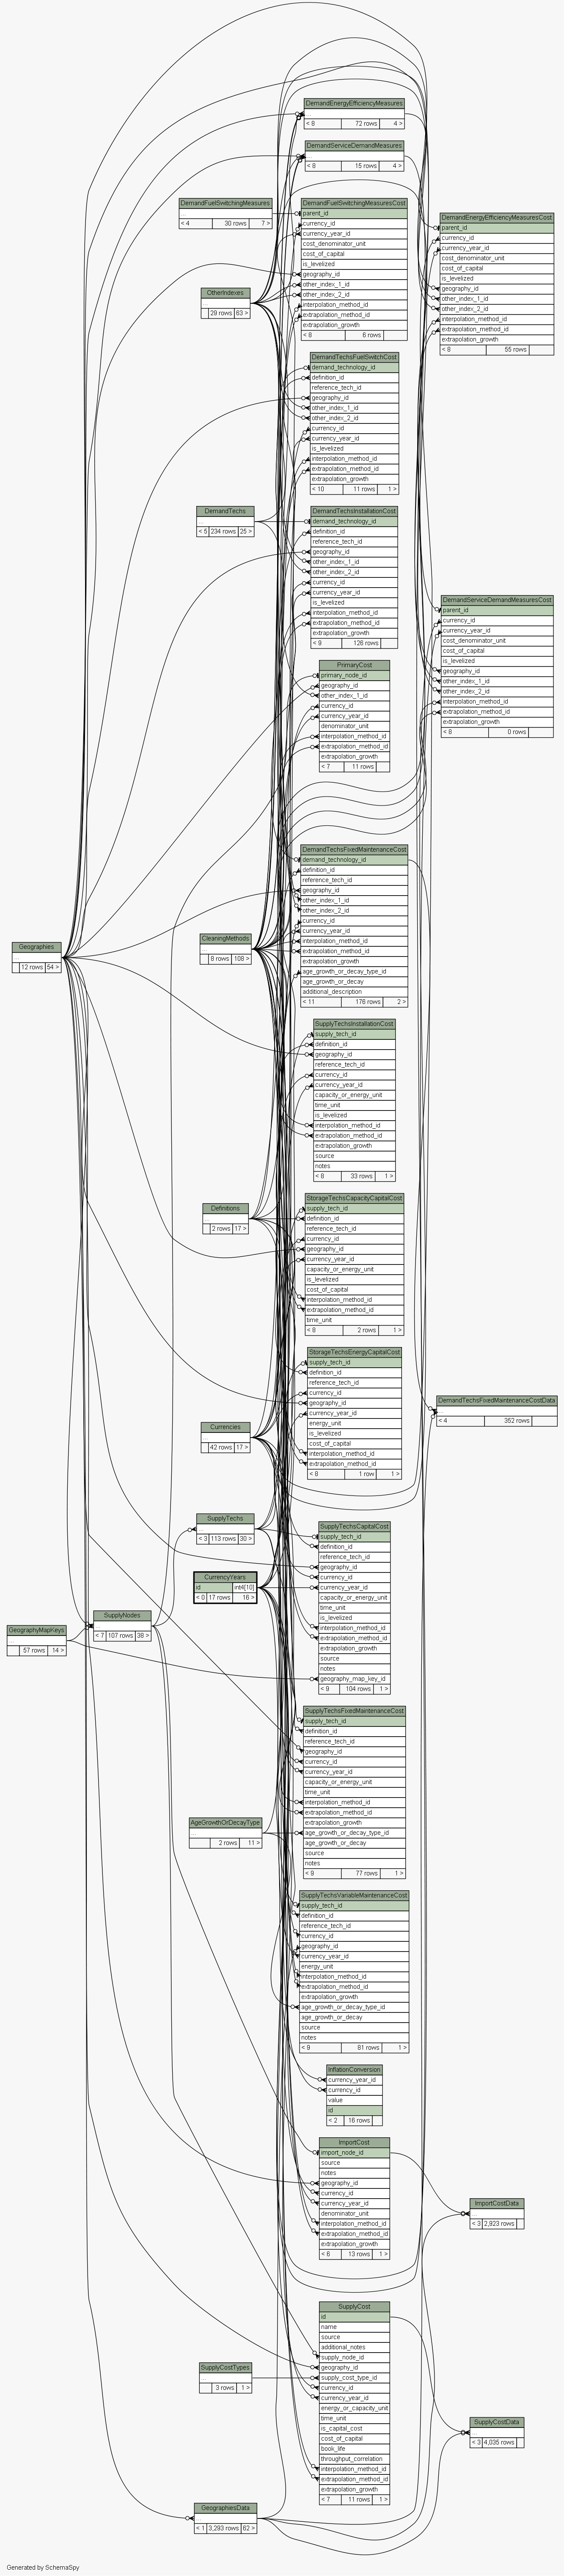 DemandEnergyEfficiencyMeasures
...
< 8 72 rows 4 >
DemandServiceDemandMeasures
...
< 8 15 rows 4 >
DemandFuelSwitchingMeasures
...
< 4 30 rows 7 >
DemandFuelSwitchingMeasuresCost
parent_id
currency_id
currency_year_id
cost_denominator_unit
cost_of_capital
is_levelized
geography_id
other_index_1_id
other_index_2_id
interpolation_method_id
extrapolation_method_id
extrapolation_growth
< 8 6 rows
DemandEnergyEfficiencyMeasuresCost
parent_id
currency_id
currency_year_id
cost_denominator_unit
cost_of_capital
is_levelized
geography_id
other_index_1_id
other_index_2_id
interpolation_method_id
extrapolation_method_id
extrapolation_growth
< 8 55 rows
OtherIndexes
...
29 rows 63 >
DemandTechsFuelSwitchCost
demand_technology_id
definition_id
reference_tech_id
geography_id
other_index_1_id
other_index_2_id
currency_id
currency_year_id
is_levelized
interpolation_method_id
extrapolation_method_id
extrapolation_growth
< 10 11 rows 1 >
DemandTechs
...
< 5 234 rows 25 >
DemandTechsInstallationCost
demand_technology_id
definition_id
reference_tech_id
geography_id
other_index_1_id
other_index_2_id
currency_id
currency_year_id
is_levelized
interpolation_method_id
extrapolation_method_id
extrapolation_growth
< 9 126 rows
DemandServiceDemandMeasuresCost
parent_id
currency_id
currency_year_id
cost_denominator_unit
cost_of_capital
is_levelized
geography_id
other_index_1_id
other_index_2_id
interpolation_method_id
extrapolation_method_id
extrapolation_growth
< 8 0 rows
PrimaryCost
primary_node_id
geography_id
other_index_1_id
currency_id
currency_year_id
denominator_unit
interpolation_method_id
extrapolation_method_id
extrapolation_growth
< 7 11 rows
DemandTechsFixedMaintenanceCost
demand_technology_id
definition_id
reference_tech_id
geography_id
other_index_1_id
other_index_2_id
currency_id
currency_year_id
interpolation_method_id
extrapolation_method_id
extrapolation_growth
age_growth_or_decay_type_id
age_growth_or_decay
additional_description
< 11 176 rows 2 >
Geographies
...
12 rows 54 >
CleaningMethods
...
8 rows 108 >
SupplyTechsInstallationCost
supply_tech_id
definition_id
geography_id
reference_tech_id
currency_id
currency_year_id
capacity_or_energy_unit
time_unit
is_levelized
interpolation_method_id
extrapolation_method_id
extrapolation_growth
source
notes
< 8 33 rows 1 >
Definitions
...
2 rows 17 >
StorageTechsCapacityCapitalCost
supply_tech_id
definition_id
reference_tech_id
currency_id
geography_id
currency_year_id
capacity_or_energy_unit
is_levelized
cost_of_capital
interpolation_method_id
extrapolation_method_id
time_unit
< 8 2 rows 1 >
StorageTechsEnergyCapitalCost
supply_tech_id
definition_id
reference_tech_id
currency_id
geography_id
currency_year_id
energy_unit
is_levelized
cost_of_capital
interpolation_method_id
extrapolation_method_id
< 8 1 row 1 >
DemandTechsFixedMaintenanceCostData
...
< 4 352 rows
Currencies
...
42 rows 17 >
SupplyTechs
...
< 3 113 rows 30 >
SupplyTechsCapitalCost
supply_tech_id
definition_id
reference_tech_id
geography_id
currency_id
currency_year_id
capacity_or_energy_unit
time_unit
is_levelized
interpolation_method_id
extrapolation_method_id
extrapolation_growth
source
notes
geography_map_key_id
< 9 104 rows 1 >
CurrencyYears
id int4[10]
< 0 17 rows 16 >
SupplyNodes
...
< 7 107 rows 38 >
GeographyMapKeys
...
57 rows 14 >
SupplyTechsFixedMaintenanceCost
supply_tech_id
definition_id
reference_tech_id
geography_id
currency_id
currency_year_id
capacity_or_energy_unit
time_unit
interpolation_method_id
extrapolation_method_id
extrapolation_growth
age_growth_or_decay_type_id
age_growth_or_decay
source
notes
< 9 77 rows 1 >
AgeGrowthOrDecayType
...
2 rows 11 >
SupplyTechsVariableMaintenanceCost
supply_tech_id
definition_id
reference_tech_id
currency_id
geography_id
currency_year_id
energy_unit
interpolation_method_id
extrapolation_method_id
extrapolation_growth
age_growth_or_decay_type_id
age_growth_or_decay
source
notes
< 9 81 rows 1 >
InflationConversion
currency_year_id
currency_id
value
id
< 2 16 rows
ImportCost
import_node_id
source
notes
geography_id
currency_id
currency_year_id
denominator_unit
interpolation_method_id
extrapolation_method_id
extrapolation_growth
< 6 13 rows 1 >
ImportCostData
...
< 3 2,923 rows
SupplyCost
id
name
source
additional_notes
supply_node_id
geography_id
supply_cost_type_id
currency_id
currency_year_id
energy_or_capacity_unit
time_unit
is_capital_cost
cost_of_capital
book_life
throughput_correlation
interpolation_method_id
extrapolation_method_id
extrapolation_growth
< 7 11 rows 1 >
SupplyCostTypes
...
3 rows 1 >
SupplyCostData
...
< 3 4,035 rows
GeographiesData
...
< 1 3,293 rows 62 >
Generated by SchemaSpy